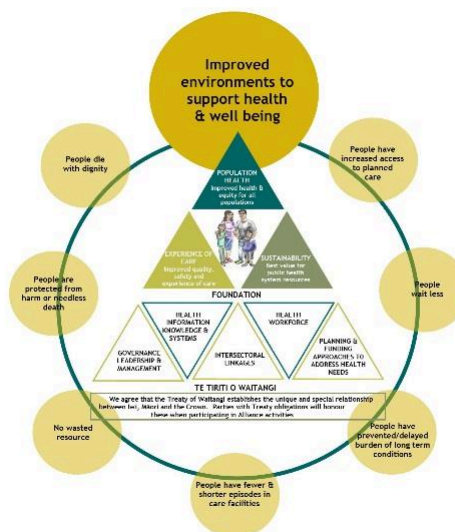 Improved
environments to
support health
& well being
People die
with dignity
People have
increased access
to planned
care
POPULATION
HEALTH
Improved health &
equity for all
populations
EXPERIENCE OF
CARE
Improved quality,
safety and
experience of care
SUSTAINABILITY
Best value for
public health
system resources
People are
protected from
harm or needless
death
People
wait less
FOUNDATION
HEALTH
INFORMATION
KNOWLEDGE &
SYSTEMS
HEALTH
WORKFORCE
GOVERNANCE
LEADERSHIP &
MANAGEMENT
INTERSECTORAL
LINKAGES
PLANNING &
FUNDING
APPROACHES TO
ADDRESS HEALTH
NEEDS
TE TIRITI O WAITANGI
We agree that the Treaty of Waitangi establishes the unique and special relationship
between Iwi, Māori and the Crown. Parties with Treaty obligations will honour
these when participating in Alliance activities
No wasted
resource
People have
prevented/delayed
burden of long term
conditions
People have fewer &
shorter episodes in
care facilities